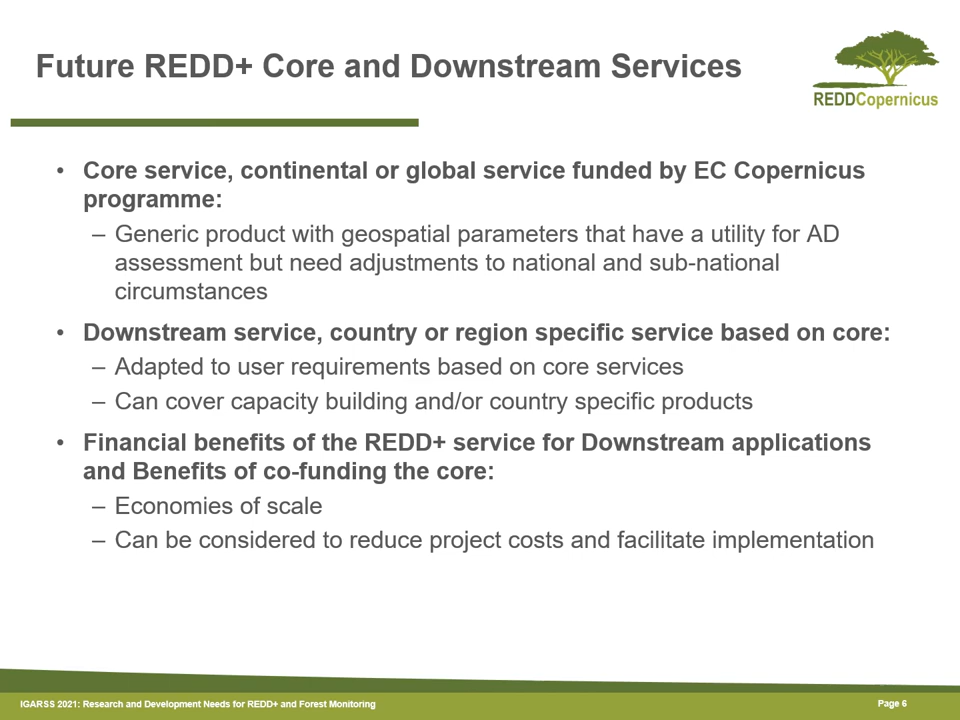 Future REDD+ Core and Downstream Services
REDDCopernicus
• Core service, continental or global service funded by EC Copernicus
programme:
– Generic product with geospatial parameters that have a utility for AD
assessment but need adjustments to national and sub-national
circumstances
• Downstream service, country or region specific service based on core:
– Adapted to user requirements based on core services
– Can cover capacity building and/or country specific products
• Financial benefits of the REDD+ service for Downstream applications
and Benefits of co-funding the core:
– Economies of scale
– Can be considered to reduce project costs and facilitate implementation
IGARSS 2021: Research and Development Needs for REDD+ and Forest Monitoring
Page 6